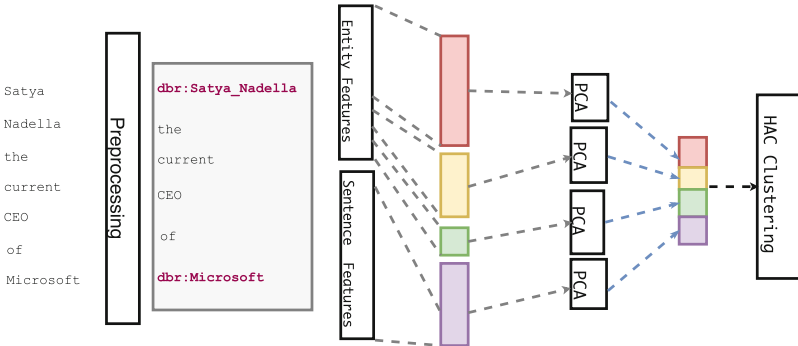 Satya
Nadella
the
current
CEO
of
Microsoft
Preprocessing
dbr:Satya_Nadella
the
current
CEO
of
dbr:Microsoft
Entity Features
Sentence Features
PCA
PCA
PCA
PCA
HAC Clustering